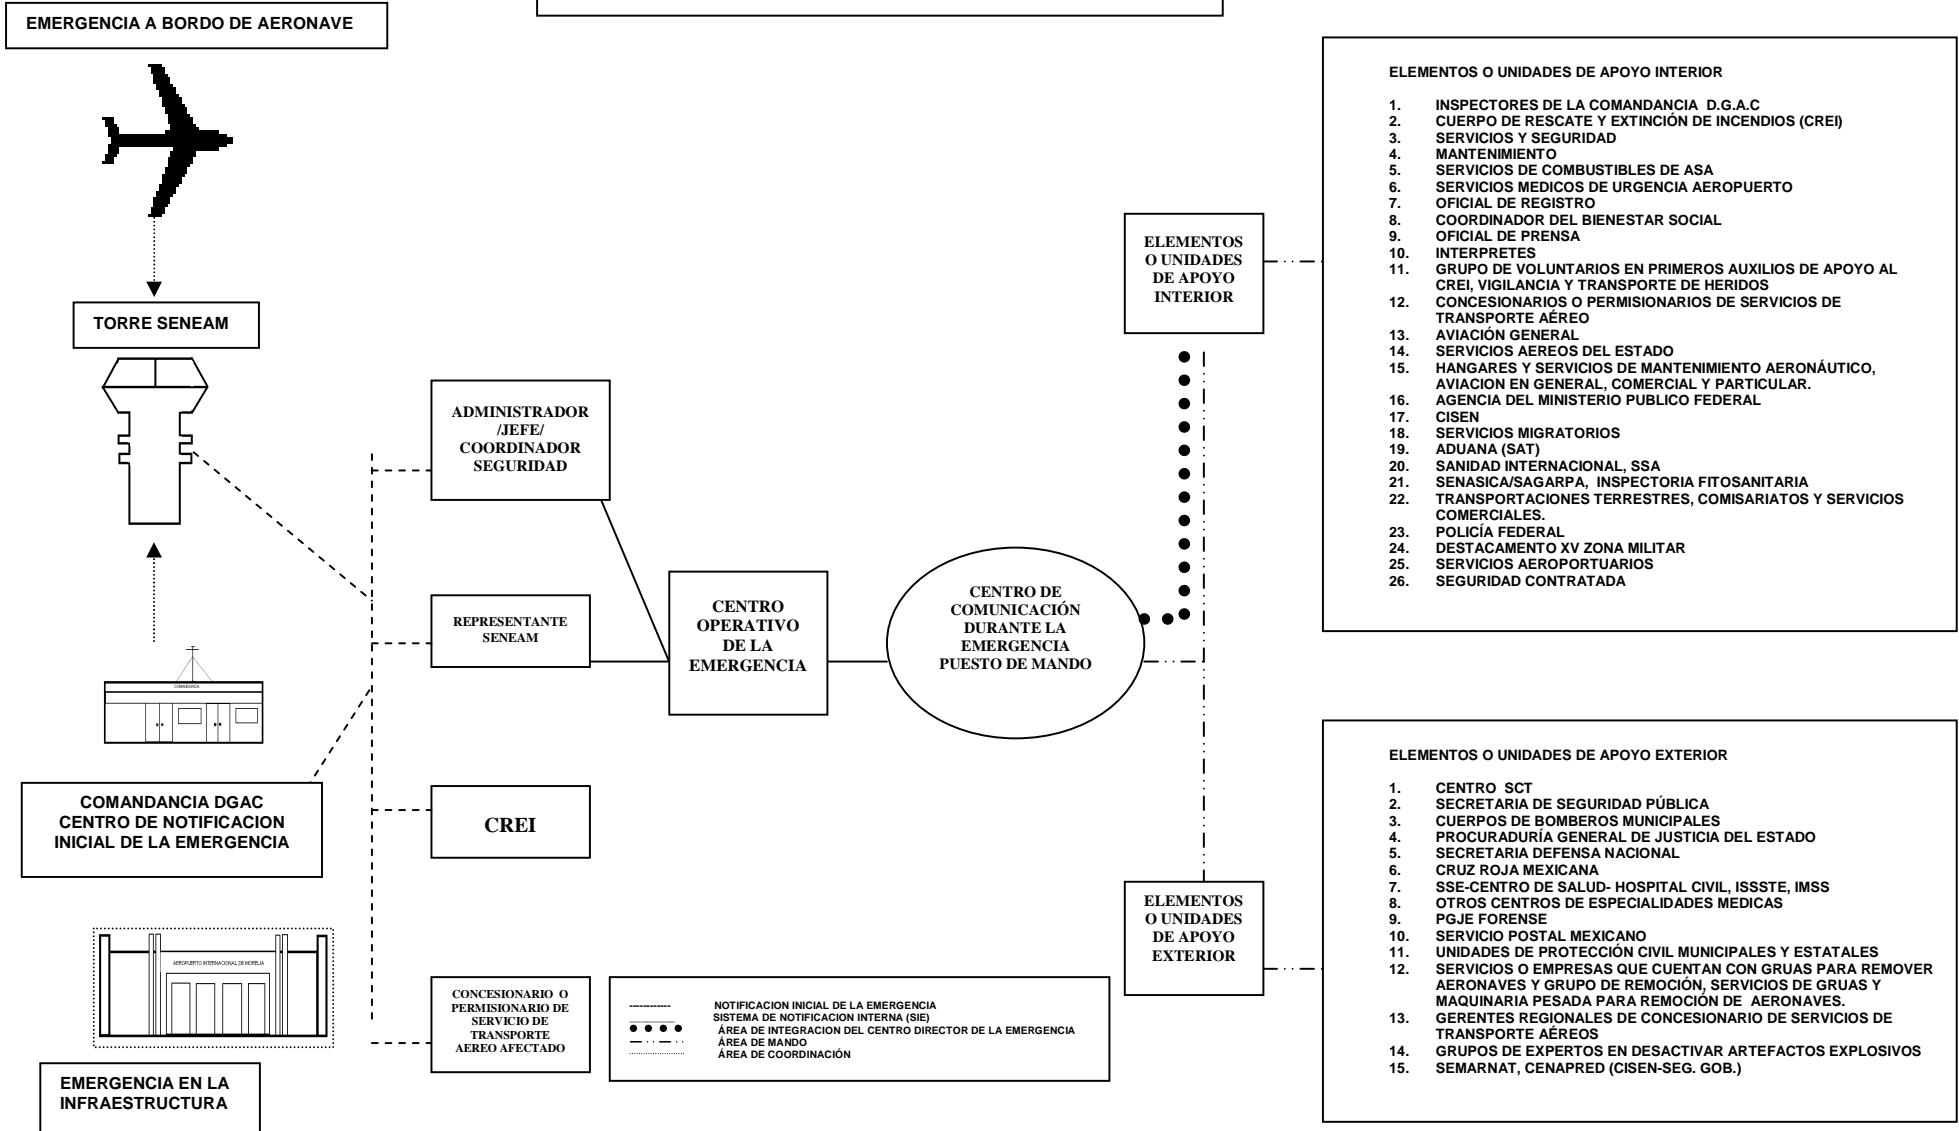 EMERGENCIA A BORDO DE AERONAVE
TORRE SENEAM
COMANDANCIA
COMANDANCIA DGAC
CENTRO DE NOTIFICACION
INICIAL DE LA EMERGENCIA
AEROPUERTO INTERNACIONAL DE MORELIA
EMERGENCIA EN LA
INFRAESTRUCTURA
ADMINISTRADOR
/JEFE/
COORDINADOR
SEGURIDAD
REPRESENTANTE
SENEAM
CREI
CONCESIONARIO O
PERMISIONARIO DE
SERVICIO DE
TRANSPORTE
AEREO AFECTADO
CENTRO
OPERATIVO
DE LA
EMERGENCIA
CENTRO DE
COMUNICACIÓN
DURANTE LA
EMERGENCIA
PUESTO DE MANDO
NOTIFICACION INICIAL DE LA EMERGENCIA
SISTEMA DE NOTIFICACION INTERNA (SIE)
ÁREA DE INTEGRACION DEL CENTRO DIRECTOR DE LA EMERGENCIA
ÁREA DE MANDO
ÁREA DE COORDINACIÓN
ELEMENTOS
O UNIDADES
DE APOYO
INTERIOR
ELEMENTOS
O UNIDADES
DE APOYO
EXTERIOR
ELEMENTOS O UNIDADES DE APOYO INTERIOR
1. INSPECTORES DE LA COMANDANCIA D.G.A.C
2. CUERPO DE RESCATE Y EXTINCIÓN DE INCENDIOS (CREI)
3. SERVICIOS Y SEGURIDAD
4. MANTENIMIENTO
5. SERVICIOS DE COMBUSTIBLES DE ASA
6. SERVICIOS MEDICOS DE URGENCIA AEROPUERTO
7. OFICIAL DE REGISTRO
8. COORDINADOR DEL BIENESTAR SOCIAL
9. OFICIAL DE PRENSA
10. INTERPRETES
11. GRUPO DE VOLUNTARIOS EN PRIMEROS AUXILIOS DE APOYO AL
CREI, VIGILANCIA Y TRANSPORTE DE HERIDOS
12. CONCESIONARIOS O PERMISIONARIOS DE SERVICIOS DE
TRANSPORTE AÉREO
13. AVIACIÓN GENERAL
14. SERVICIOS AEREOS DEL ESTADO
15. HANGARES Y SERVICIOS DE MANTENIMIENTO AERONÁUTICO,
AVIACION EN GENERAL, COMERCIAL Y PARTICULAR.
16. AGENCIA DEL MINISTERIO PUBLICO FEDERAL
17. CISEN
18. SERVICIOS MIGRATORIOS
19. ADUANA (SAT)
20. SANIDAD INTERNACIONAL, SSA
21. SENASICA/SAGARPA, INSPECTORIA FITOSANITARIA
22. TRANSPORTACIONES TERRESTRES, COMISARIATOS Y SERVICIOS
COMERCIALES.
23. POLICÍA FEDERAL
24. DESTACAMENTO XV ZONA MILITAR
25. SERVICIOS AEROPORTUARIOS
26. SEGURIDAD CONTRATADA
ELEMENTOS O UNIDADES DE APOYO EXTERIOR
1. CENTRO SCT
2. SECRETARIA DE SEGURIDAD PÚBLICA
3. CUERPOS DE BOMBEROS MUNICIPALES
4. PROCURADURÍA GENERAL DE JUSTICIA DEL ESTADO
5. SECRETARIA DEFENSA NACIONAL
6. CRUZ ROJA MEXICANA
7. SSE-CENTRO DE SALUD- HOSPITAL CIVIL, ISSSTE, IMSS
8. OTROS CENTROS DE ESPECIALIDADES MEDICAS
9. PGJE FORENSE
10. SERVICIO POSTAL MEXICANO
11. UNIDADES DE PROTECCIÓN CIVIL MUNICIPALES Y ESTATALES
12. SERVICIOS O EMPRESAS QUE CUENTAN CON GRUAS PARA REMOVER
AERONAVES Y GRUPO DE REMOCIÓN, SERVICIOS DE GRUAS Y
MAQUINARIA PESADA PARA REMOCIÓN DE AERONAVES.
13. GERENTES REGIONALES DE CONCESIONARIO DE SERVICIOS DE
TRANSPORTE AÉREOS
14. GRUPOS DE EXPERTOS EN DESACTIVAR ARTEFACTOS EXPLOSIVOS
15. SEMARNAT, CENAPRED (CISEN-SEG. GOB.)